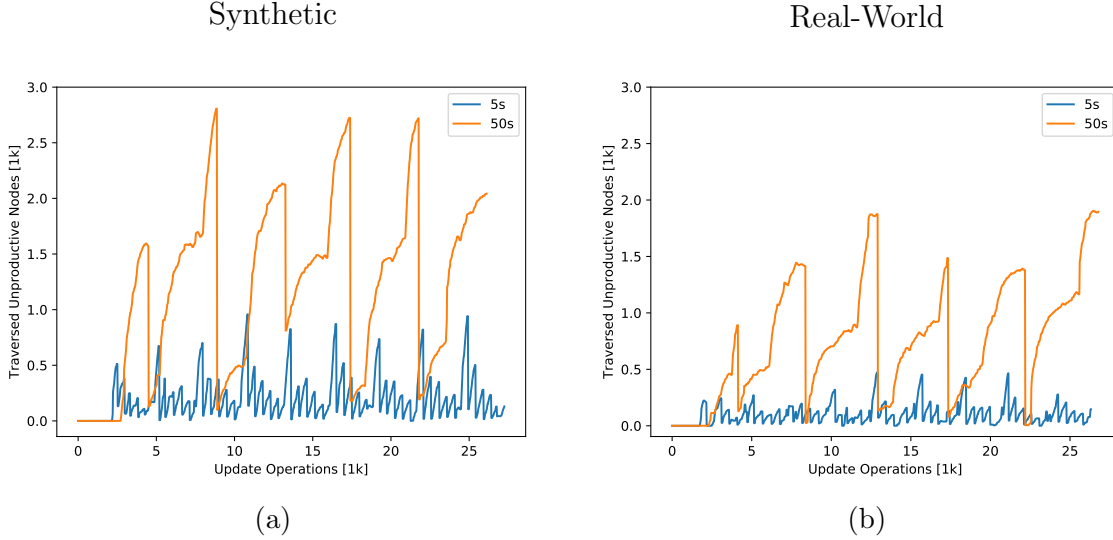 Synthetic
Real-World
3.0
2.5
2.0
1.5
1.0
0.5
0.0
Traversed Unproductive Nodes [1k]
5s
50s
0
5
10
15
20
25
Update Operations [1k]
(a)
3.0
2.5
2.0
1.5
1.0
0.5
0.0
Traversed Unproductive Nodes [1k]
5s
50s
0
5
10
15
20
25
Update Operations [1k]
(b)